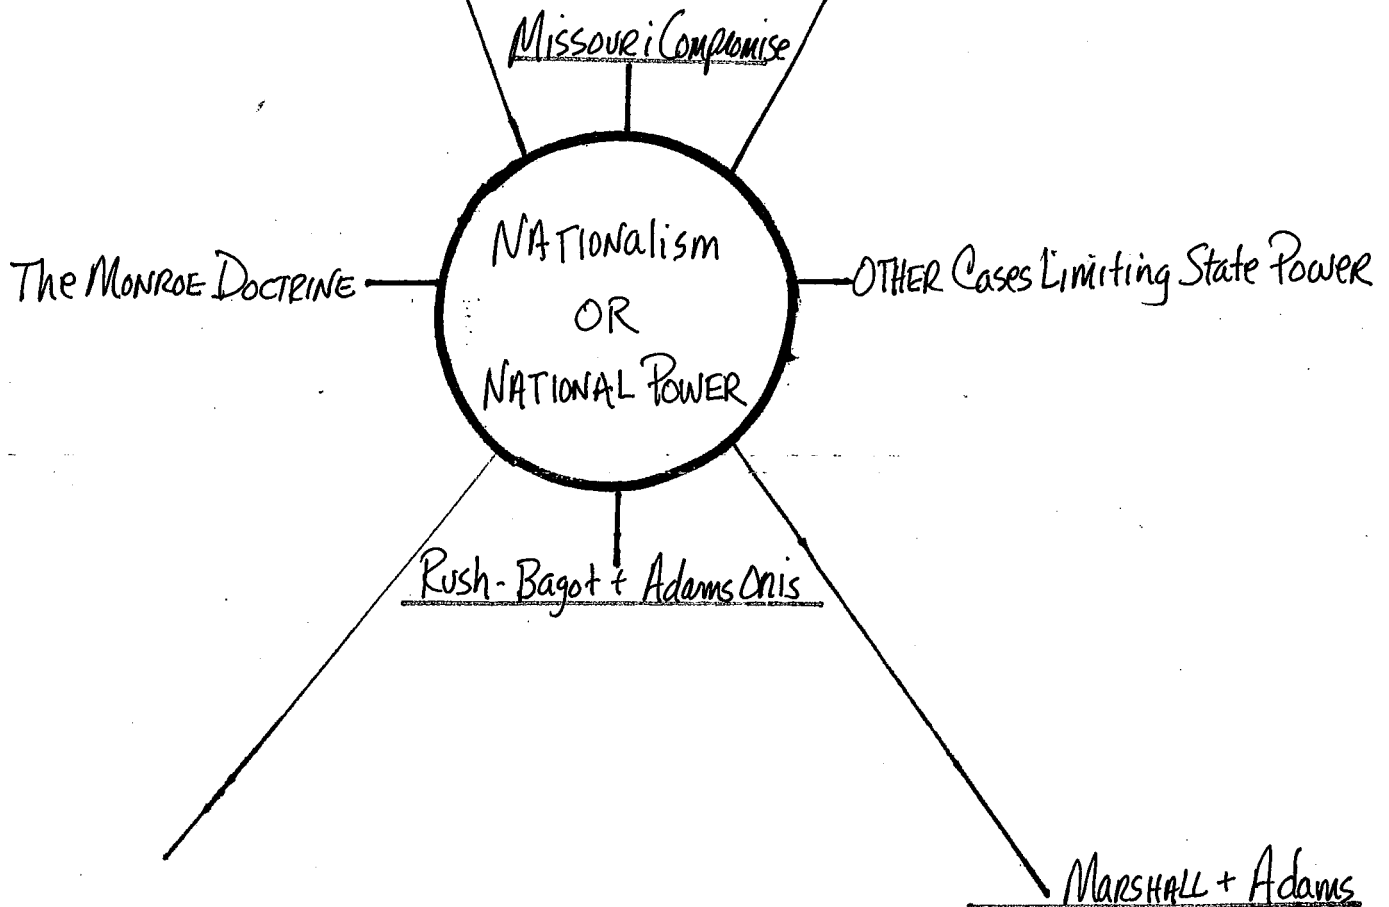 Missouri Compromise
NATIONalism
OR
NATIONAL POWER
The MONROE DOCTRINE
OTHER Cases Limiting State Power
Rush-Bagot + Adams Onis
MARSHALL + Adams